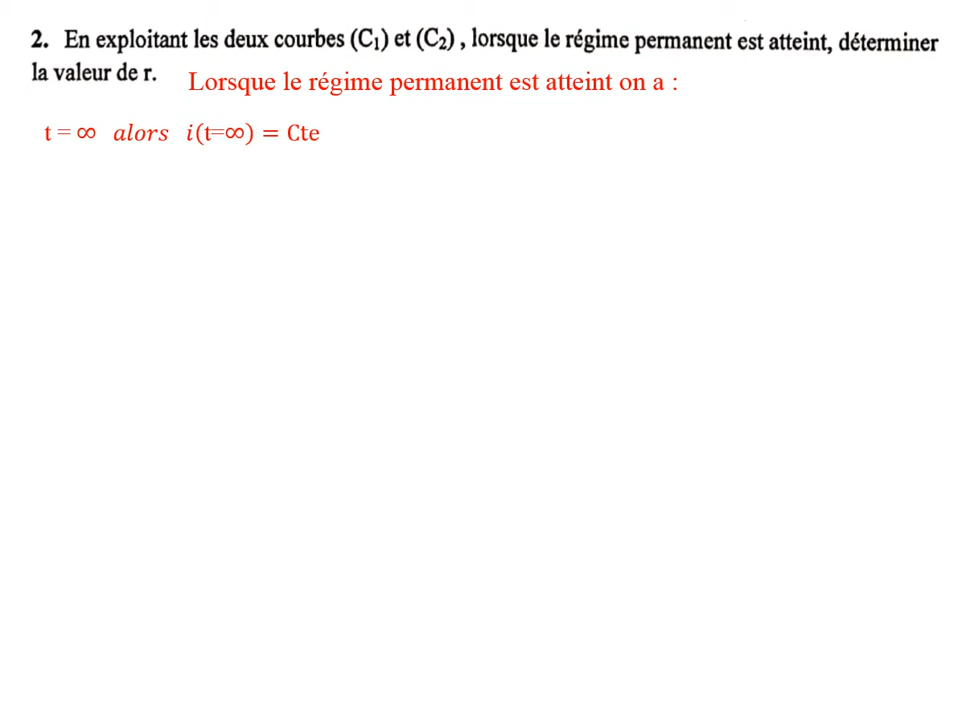 2. En exploitant les deux courbes (C₁) et (C₂) , lorsque le régime permanent est atteint, déterminer
la valeur de r. Lorsque le régime permanent est atteint on a :
t = ∞ alors i(t=∞) = Cte